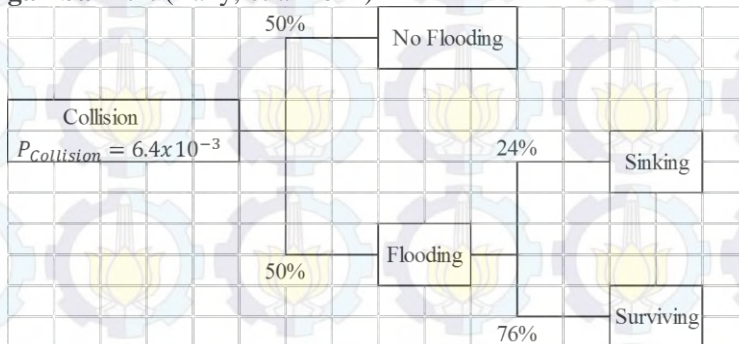 50%
No Flooding
Collision
P_Collision = 6.4x10^-3
24%
Sinking
Flooding
50%
Surviving
76%